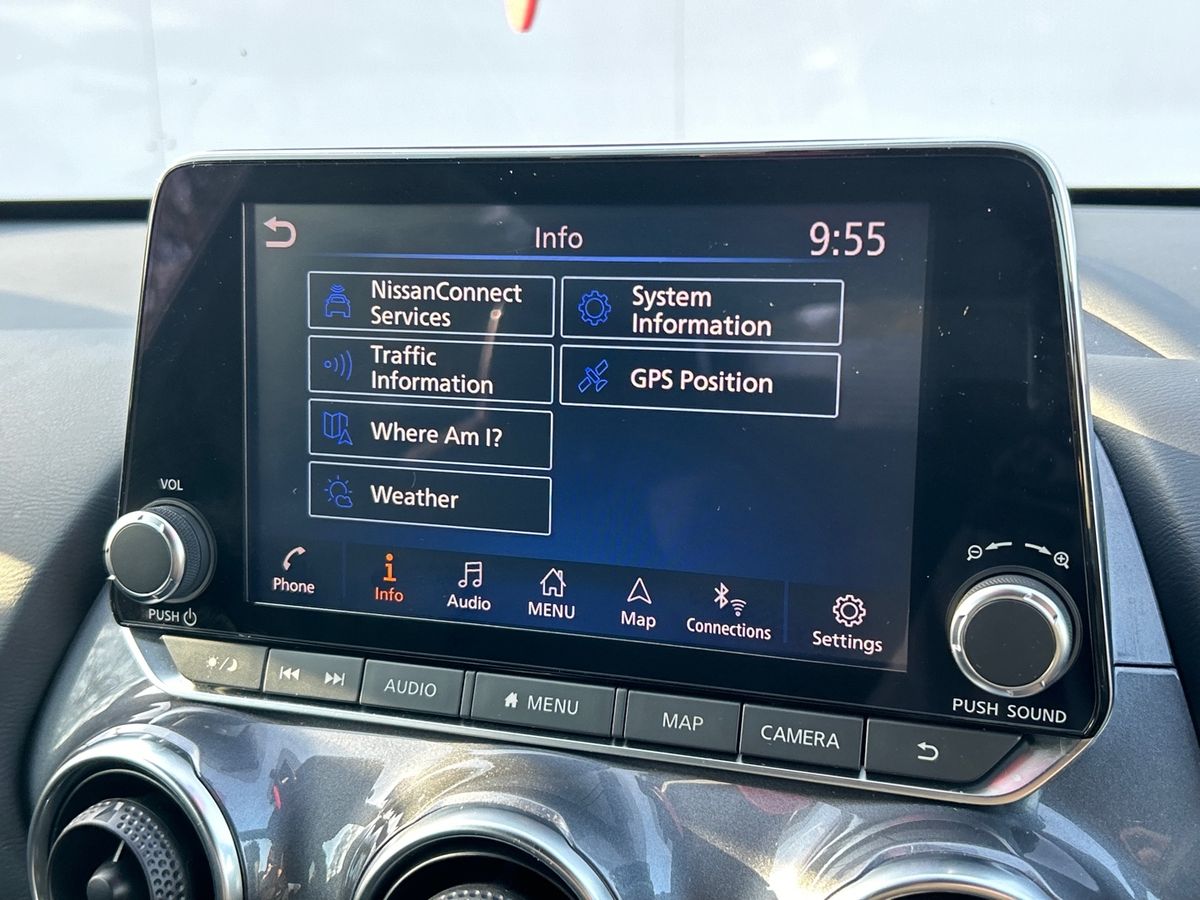 Info
9:55
NissanConnect
Services
System
Information
Traffic
Information
GPS Position
Where Am I?
Weather
Phone
Info
Audio
MENU
Map
Connections
Settings
VOL
PUSH
AUDIO
MENU
MAP
CAMERA
PUSH SOUND